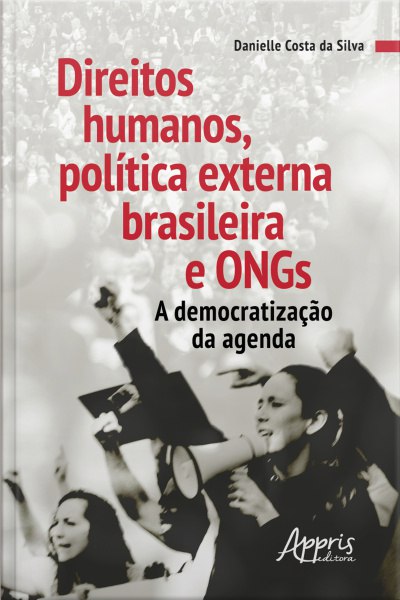 Danielle Costa da Silva
Direitos
humanos,
política externa
brasileira
e ONGs
A democratização
da agenda
Appris
editora